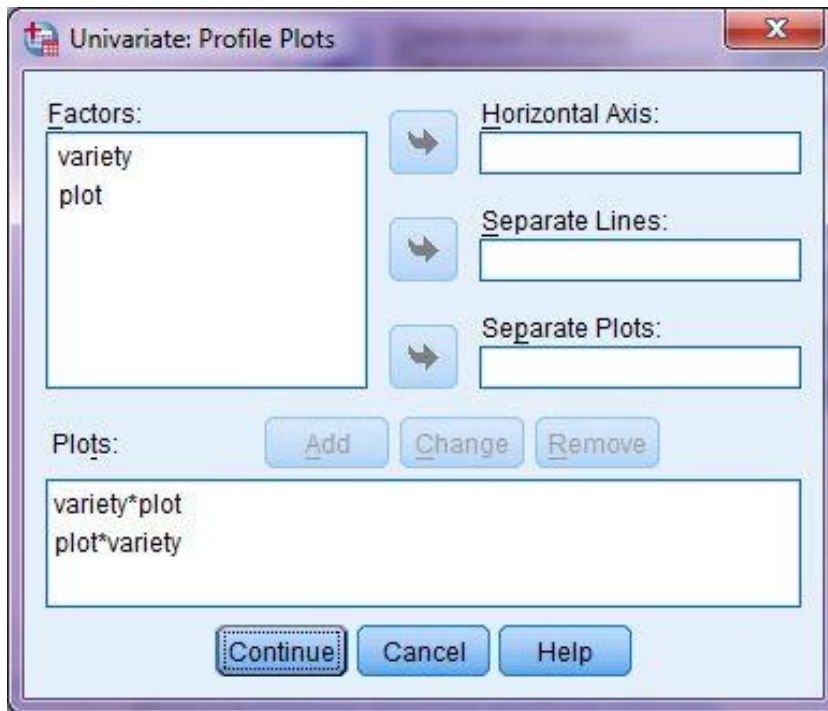 Univariate: Profile Plots
Factors:
variety
plot
Horizontal Axis:
Separate Lines:
Separate Plots:
Plots:
Add Change Remove
variety*plot
plot*variety
Continue Cancel Help